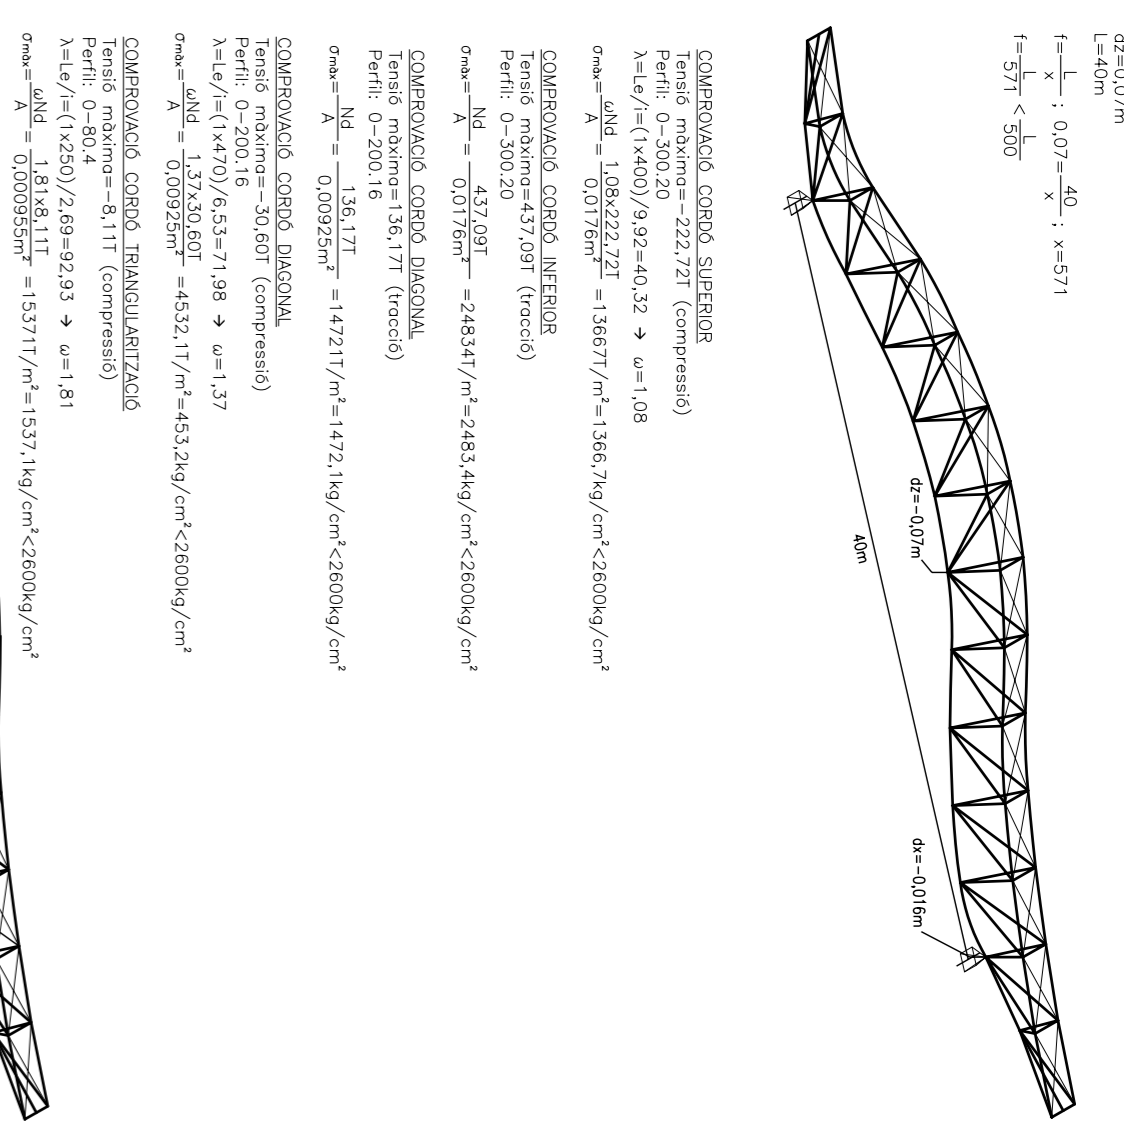 dz=0,07m
L=40m
f=L/x ; 0,07=40/x ; x=571
f=L/571 < L/500
dz=-0,07m
40m
dx=-0,016m
COMPROVACIÓ CORDÓ SUPERIOR
Tensió màxima=-222,72T (compressió)
Perfil: 0-300.20
λ=Le/i=(1x400)/9,92=40,32 → ω=1,08
σmàx=ωNd/A = 1,08x222,72T/0,0176m² =13667T/m²=1366,7kg/cm²<2600kg/cm²
COMPROVACIÓ CORDÓ INFERIOR
Tensió màxima=437,09T (tracció)
Perfil: 0-300.20
σmàx=Nd/A = 437,09T/0,0176m² =24834T/m²=2483,4kg/cm²<2600kg/cm²
COMPROVACIÓ CORDÓ DIAGONAL
Tensió màxima=136,17T (tracció)
Perfil: 0-200.16
σmàx=Nd/A = 136,17T/0,00925m² =14721T/m²=1472,1kg/cm²<2600kg/cm²
COMPROVACIÓ CORDÓ DIAGONAL
Tensió màxima=-30,60T (compressió)
Perfil: 0-200.16
λ=Le/i=(1x470)/6,53=71,98 → ω=1,37
σmàx=ωNd/A = 1,37x30,60T/0,00925m² =4532,1T/m²=453,2kg/cm²<2600kg/cm²
COMPROVACIÓ CORDÓ TRIANGULARITZACIÓ
Tensió màxima=-8,11T (compressió)
Perfil: 0-80.4
λ=Le/i=(1x250)/2,69=92,93 → ω=1,81
σmàx=ωNd/A = 1,81x8,11T/0,000955m² =15371T/m²=1537,1kg/cm²<2600kg/cm²